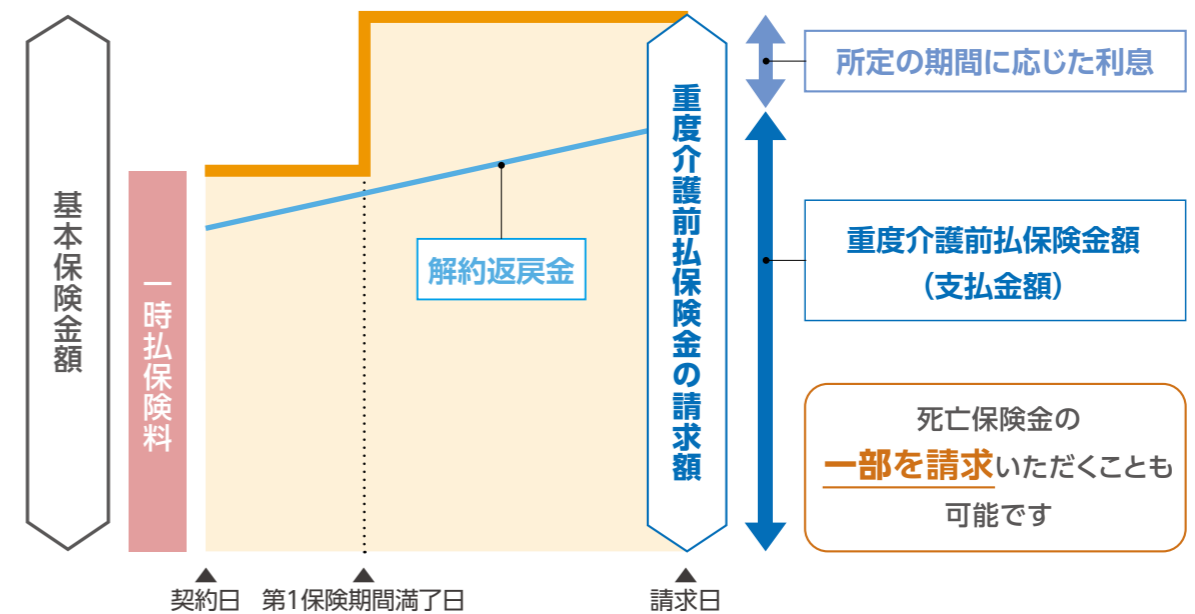 基本保険金額
一時払保険料
解約返戻金
重度介護前払保険金の請求額
所定の期間に応じた利息
重度介護前払保険金額
（支払金額）
死亡保険金の
一部を請求いただくことも
可能です
契約日
第1保険期間満了日
請求日